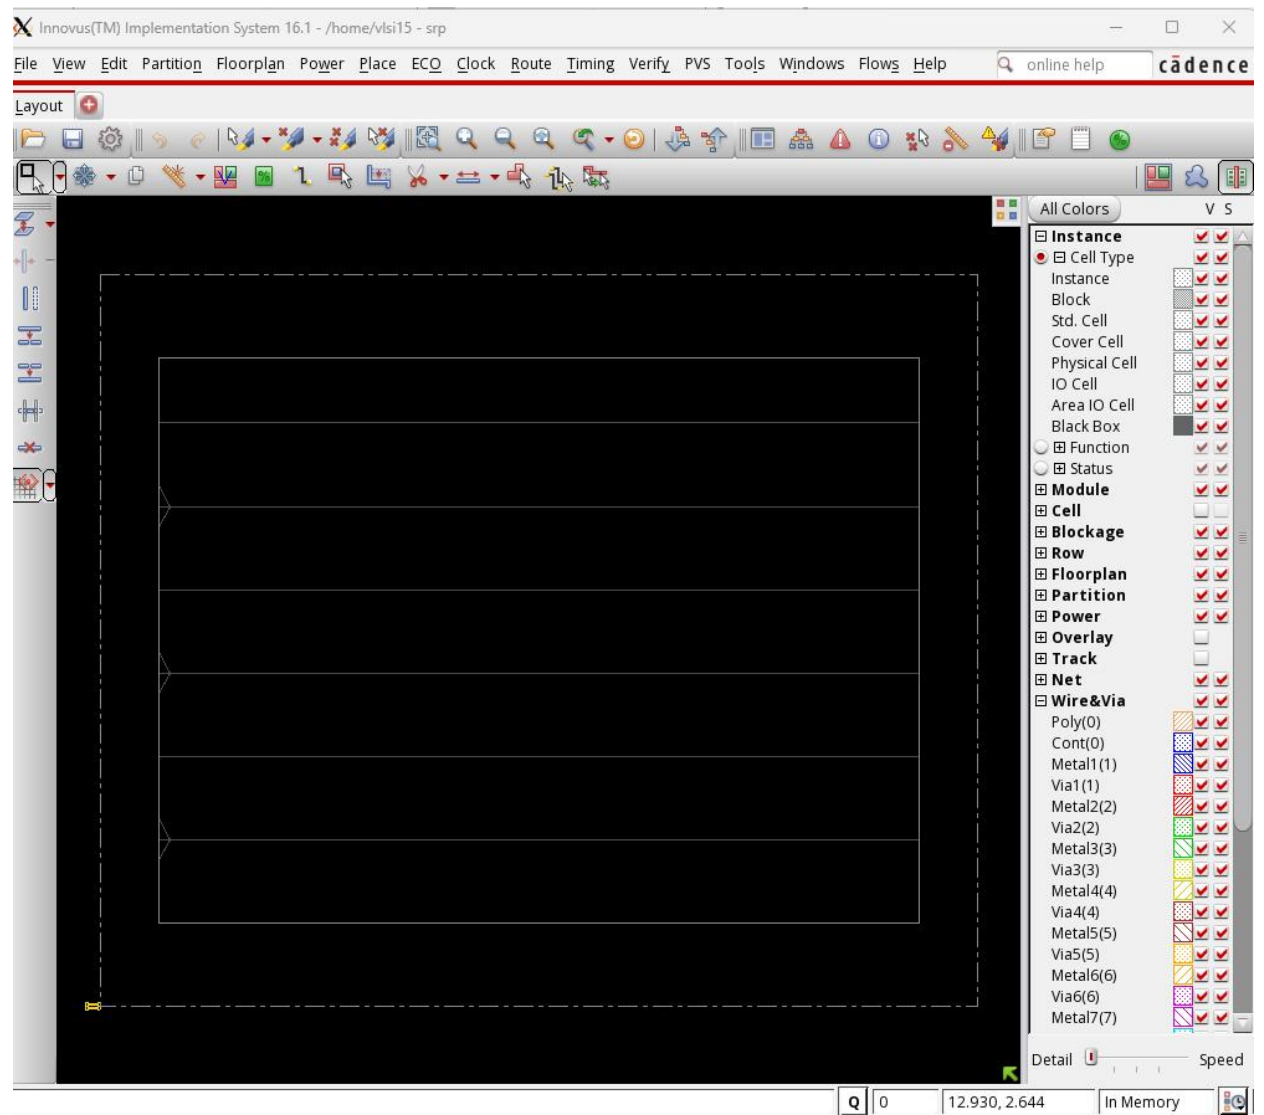 Innovus(TM) Implementation System 16.1 - /home/vlsi15 - srp
File View Edit Partition Floorplan Power Place ECO Clock Route Timing Verify PVS Tools Windows Flows Help online help cādence
Layout
All Colors V S
Instance
Cell Type
Instance
Block
Std. Cell
Cover Cell
Physical Cell
IO Cell
Area IO Cell
Black Box
Function
Status
Module
Cell
Blockage
Row
Floorplan
Partition
Power
Overlay
Track
Net
Wire&Via
Poly(0)
Cont(0)
Metal1(1)
Via1(1)
Metal2(2)
Via2(2)
Metal3(3)
Via3(3)
Metal4(4)
Via4(4)
Metal5(5)
Via5(5)
Metal6(6)
Via6(6)
Metal7(7)
Detail Speed
Q 0 12.930, 2.644 In Memory